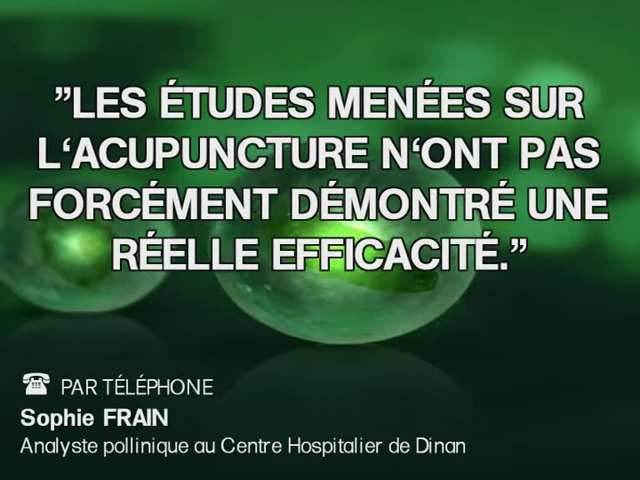 ”LES ÉTUDES MENÉES SUR
L‘ACUPUNCTURE N‘ONT PAS
FORCÉMENT DÉMONTRÉ UNE
RÉELLE EFFICACITÉ.”
☎ PAR TÉLÉPHONE
Sophie FRAIN
Analyste pollinique au Centre Hospitalier de Dinan